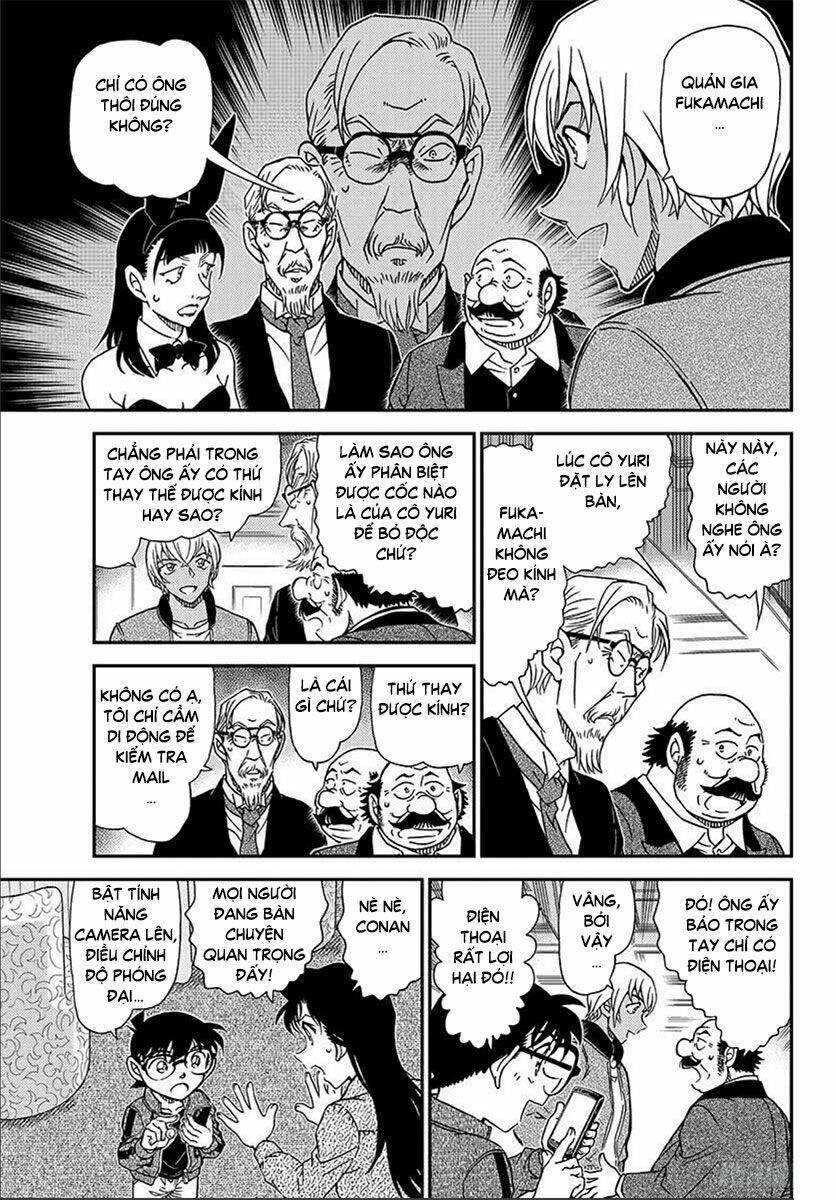 QUẢN GIA
FUKAMACHI
...
CHỈ CÓ ÔNG
THÔI ĐÚNG
KHÔNG?
NÀY NÀY,
CÁC
NGƯỜI
KHÔNG
NGHE ÔNG
ẤY NÓI À?
LÚC CÔ YURI
ĐẶT LY LÊN
BÀN,
FUKA-
MACHI
KHÔNG
ĐEO KÍNH
MÀ?
LÀM SAO ÔNG
ẤY PHÂN BIỆT
ĐƯỢC CỐC NÀO
LÀ CỦA CÔ YURI
ĐỂ BỎ ĐỘC
CHỨ?
CHẲNG PHẢI TRONG
TAY ÔNG ẤY CÓ THỨ
THAY THẾ ĐƯỢC KÍNH
HAY SAO?
THỨ THAY
ĐƯỢC KÍNH?
LÀ CÁI
GÌ CHỨ?
KHÔNG CÓ Ạ,
TÔI CHỈ CẦM
DI ĐỘNG ĐỂ
KIỂM TRA
MAIL
...
ĐÓ! ÔNG ẤY
BẢO TRONG
TAY CHỈ CÓ
ĐIỆN THOẠI!
VÂNG,
BỞI
VẬY
...
ĐIỆN
THOẠI
RẤT LỢI
HẠI ĐÓ!!
NÈ NÈ,
CONAN
...
MỌI NGƯỜI
ĐANG BÀN
CHUYỆN
QUAN TRỌNG
ĐẤY!
BẬT TÍNH
NĂNG
CAMERA LÊN,
ĐIỀU CHỈNH
ĐỘ PHÓNG
ĐẠI...